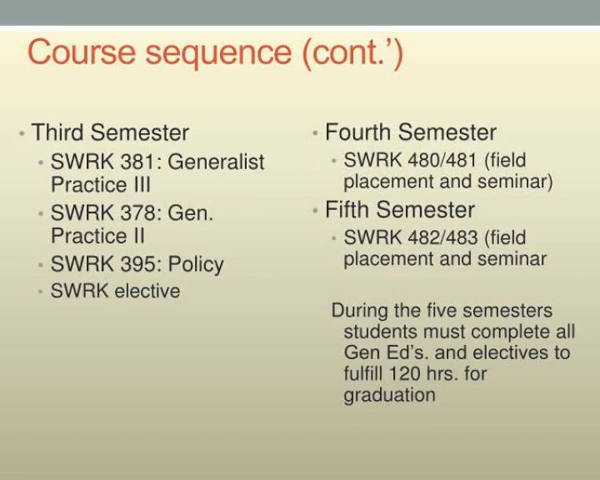 Course sequence (cont.’)
• Third Semester
• SWRK 381: Generalist
Practice III
• SWRK 378: Gen.
Practice II
• SWRK 395: Policy
• SWRK elective
• Fourth Semester
• SWRK 480/481 (field
placement and seminar)
• Fifth Semester
• SWRK 482/483 (field
placement and seminar
During the five semesters
students must complete all
Gen Ed’s. and electives to
fulfill 120 hrs. for
graduation